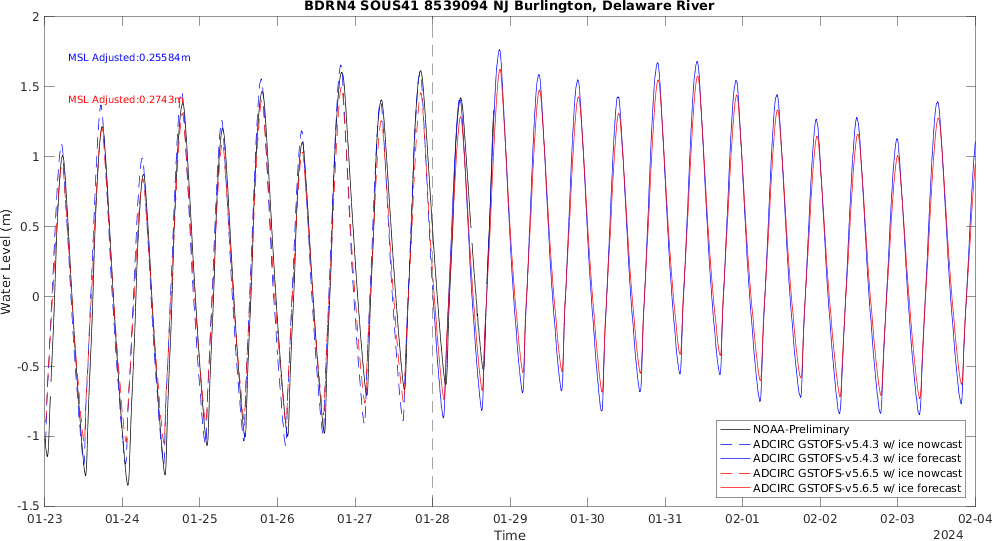 BDRN4 SOUS41 8539094 NJ Burlington, Delaware River
2
1.5
1
0.5
0
-0.5
-1
-1.5
Water Level (m)
MSL Adjusted:0.25584m
MSL Adjusted:0.2743m
NOAA-Preliminary
ADCIRC GSTOFS-v5.4.3 w/ ice nowcast
ADCIRC GSTOFS-v5.4.3 w/ ice forecast
ADCIRC GSTOFS-v5.6.5 w/ ice nowcast
ADCIRC GSTOFS-v5.6.5 w/ ice forecast
01-23 01-24 01-25 01-26 01-27 01-28 01-29 01-30 01-31 02-01 02-02 02-03 02-04
Time
2024